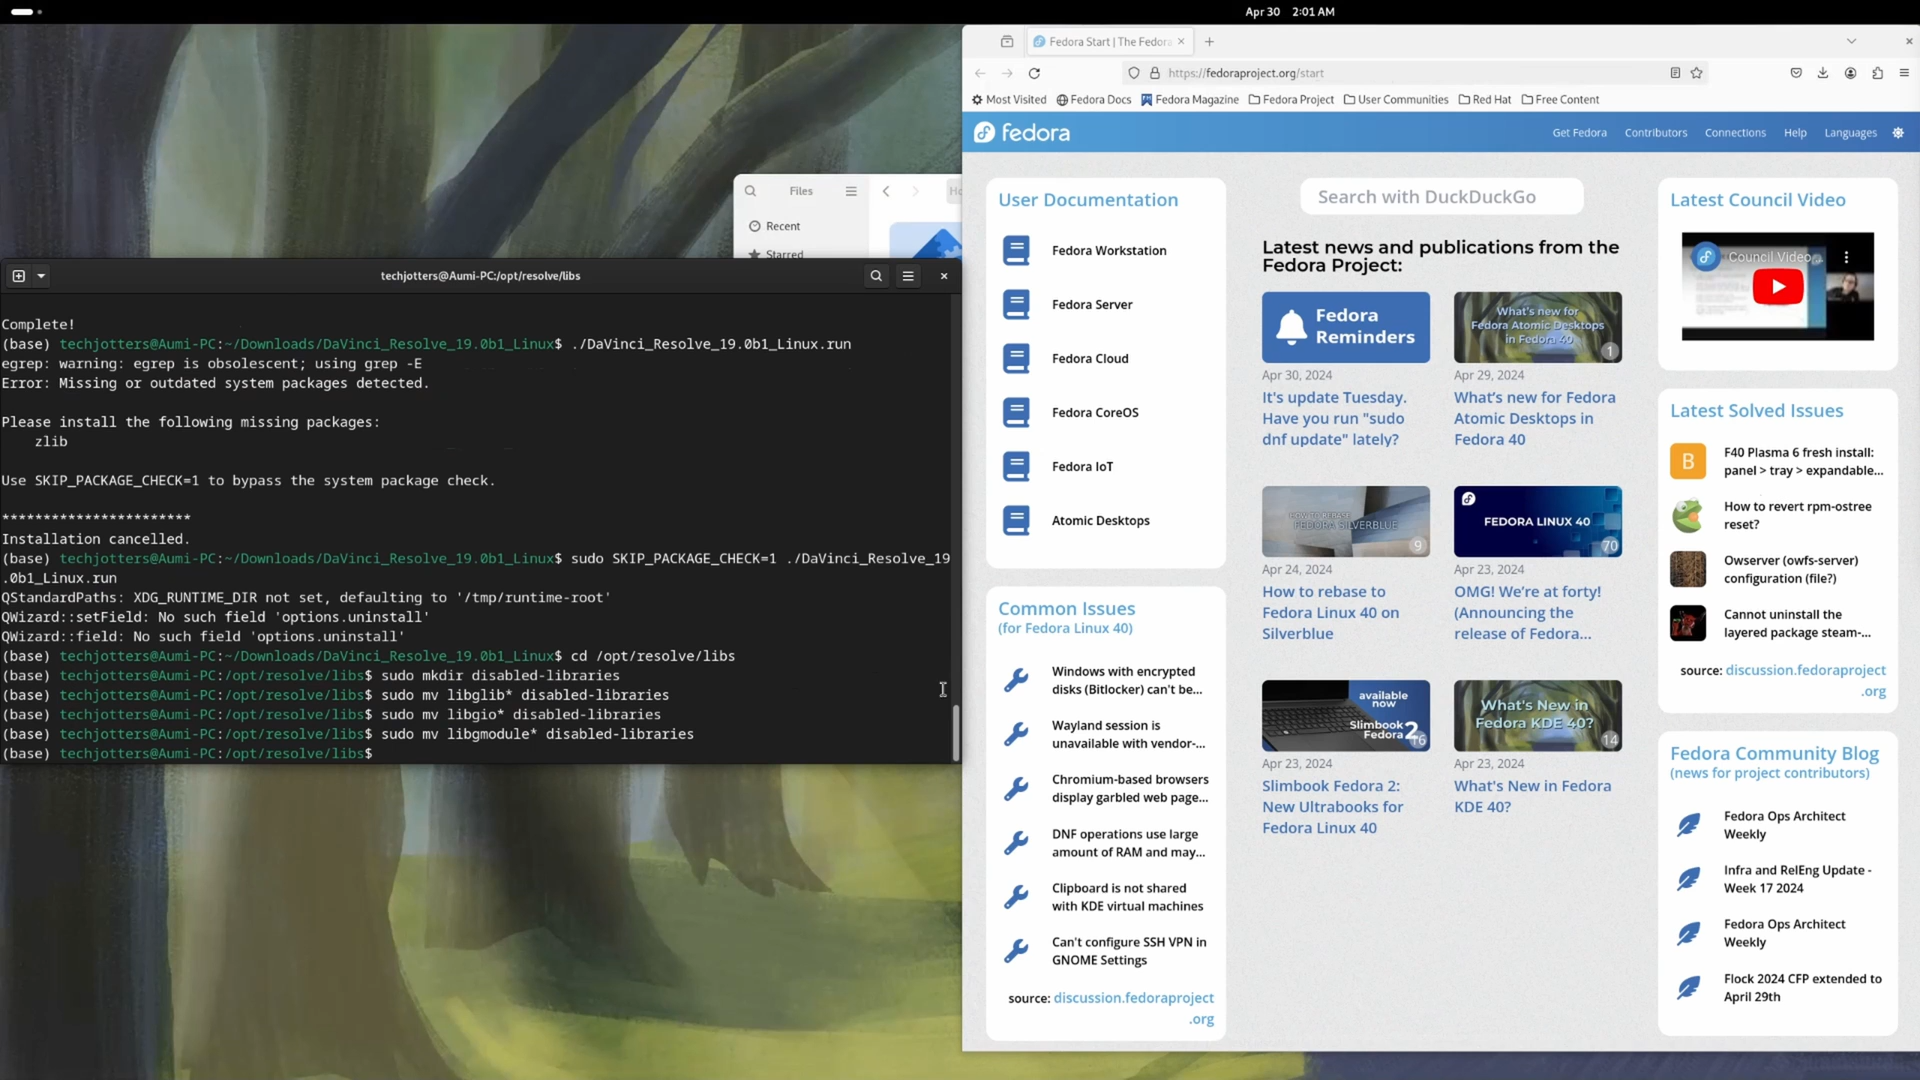 Apr 30 2:01 AM
Files
Recent
Starred
techjotters@Aumi-PC:/opt/resolve/libs
Complete!
(base) techjotters@Aumi-PC:~/Downloads/DaVinci_Resolve_19.0b1_Linux$ ./DaVinci_Resolve_19.0b1_Linux.run
egrep: warning: egrep is obsolescent; using grep -E
Error: Missing or outdated system packages detected.
Please install the following missing packages:
zlib
Use SKIP_PACKAGE_CHECK=1 to bypass the system package check.
***********************
Installation cancelled.
(base) techjotters@Aumi-PC:~/Downloads/DaVinci_Resolve_19.0b1_Linux$ sudo SKIP_PACKAGE_CHECK=1 ./DaVinci_Resolve_19
.0b1_Linux.run
QStandardPaths: XDG_RUNTIME_DIR not set, defaulting to '/tmp/runtime-root'
QWizard::setField: No such field 'options.uninstall'
QWizard::field: No such field 'options.uninstall'
(base) techjotters@Aumi-PC:~/Downloads/DaVinci_Resolve_19.0b1_Linux$ cd /opt/resolve/libs
(base) techjotters@Aumi-PC:/opt/resolve/libs$ sudo mkdir disabled-libraries
(base) techjotters@Aumi-PC:/opt/resolve/libs$ sudo mv libglib* disabled-libraries
(base) techjotters@Aumi-PC:/opt/resolve/libs$ sudo mv libgio* disabled-libraries
(base) techjotters@Aumi-PC:/opt/resolve/libs$ sudo mv libgmodule* disabled-libraries
(base) techjotters@Aumi-PC:/opt/resolve/libs$
Fedora Start | The Fedora
https://fedoraproject.org/start
Most Visited Fedora Docs Fedora Magazine Fedora Project User Communities Red Hat Free Content
fedora
Get Fedora Contributors Connections Help Languages
User Documentation
Fedora Workstation
Fedora Server
Fedora Cloud
Fedora CoreOS
Fedora IoT
Atomic Desktops
Common Issues
(for Fedora Linux 40)
Windows with encrypted
disks (Bitlocker) can't be...
Wayland session is
unavailable with vendor-...
Chromium-based browsers
display garbled web page...
DNF operations use large
amount of RAM and may...
Clipboard is not shared
with KDE virtual machines
Can't configure SSH VPN in
GNOME Settings
source: discussion.fedoraproject
.org
Search with DuckDuckGo
Latest news and publications from the
Fedora Project:
Fedora
Reminders
Apr 30, 2024
It's update Tuesday.
Have you run "sudo
dnf update" lately?
What's new for
Fedora Atomic Desktops
in Fedora 40
1
Apr 29, 2024
What's new for Fedora
Atomic Desktops in
Fedora 40
HOW TO REBASE
FEDORA SILVERBLUE
9
Apr 24, 2024
How to rebase to
Fedora Linux 40 on
Silverblue
FEDORA LINUX 40
70
Apr 23, 2024
OMG! We're at forty!
(Announcing the
release of Fedora...
available
now
Slimbook
Fedora 2
16
Apr 23, 2024
Slimbook Fedora 2:
New Ultrabooks for
Fedora Linux 40
What's New in
Fedora KDE 40?
14
Apr 23, 2024
What's New in Fedora
KDE 40?
Latest Council Video
Council Video...
Latest Solved Issues
B
F40 Plasma 6 fresh install:
panel > tray > expandable...
How to revert rpm-ostree
reset?
Owserver (owfs-server)
configuration (file?)
Cannot uninstall the
layered package steam-...
source: discussion.fedoraproject
.org
Fedora Community Blog
(news for project contributors)
Fedora Ops Architect
Weekly
Infra and RelEng Update -
Week 17 2024
Fedora Ops Architect
Weekly
Flock 2024 CFP extended to
April 29th